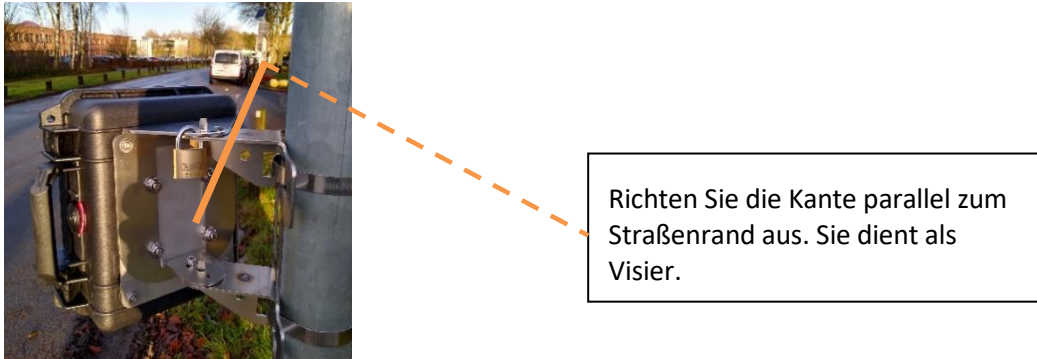 Richten Sie die Kante parallel zum
Straßenrand aus. Sie dient als
Visier.